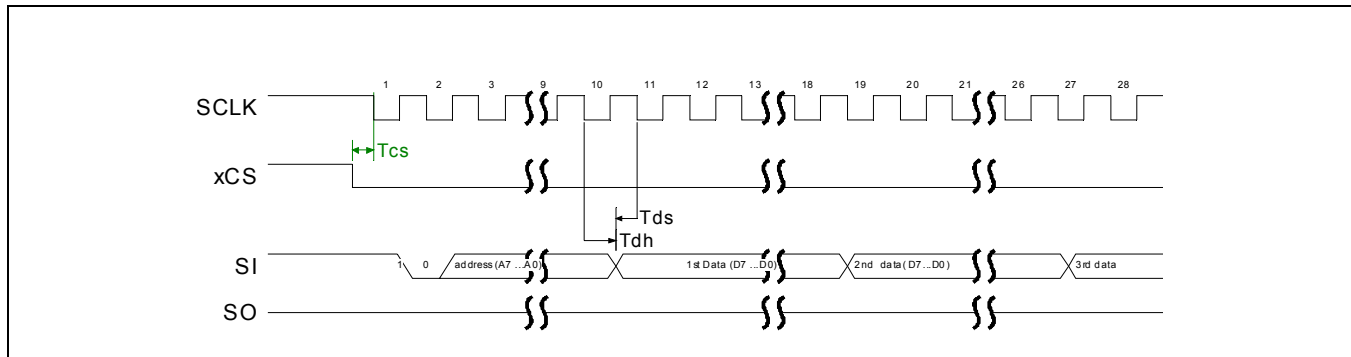 1 2 3 9 10 11 12 13 18 19 20 21 26 27 28
SCLK
Tcs
xCS
Tds
Tdh
SI 1 0 address(A7 ...A0) 1st Data (D7 ...D0) 2nd data(D7...D0) 3rd data
SO